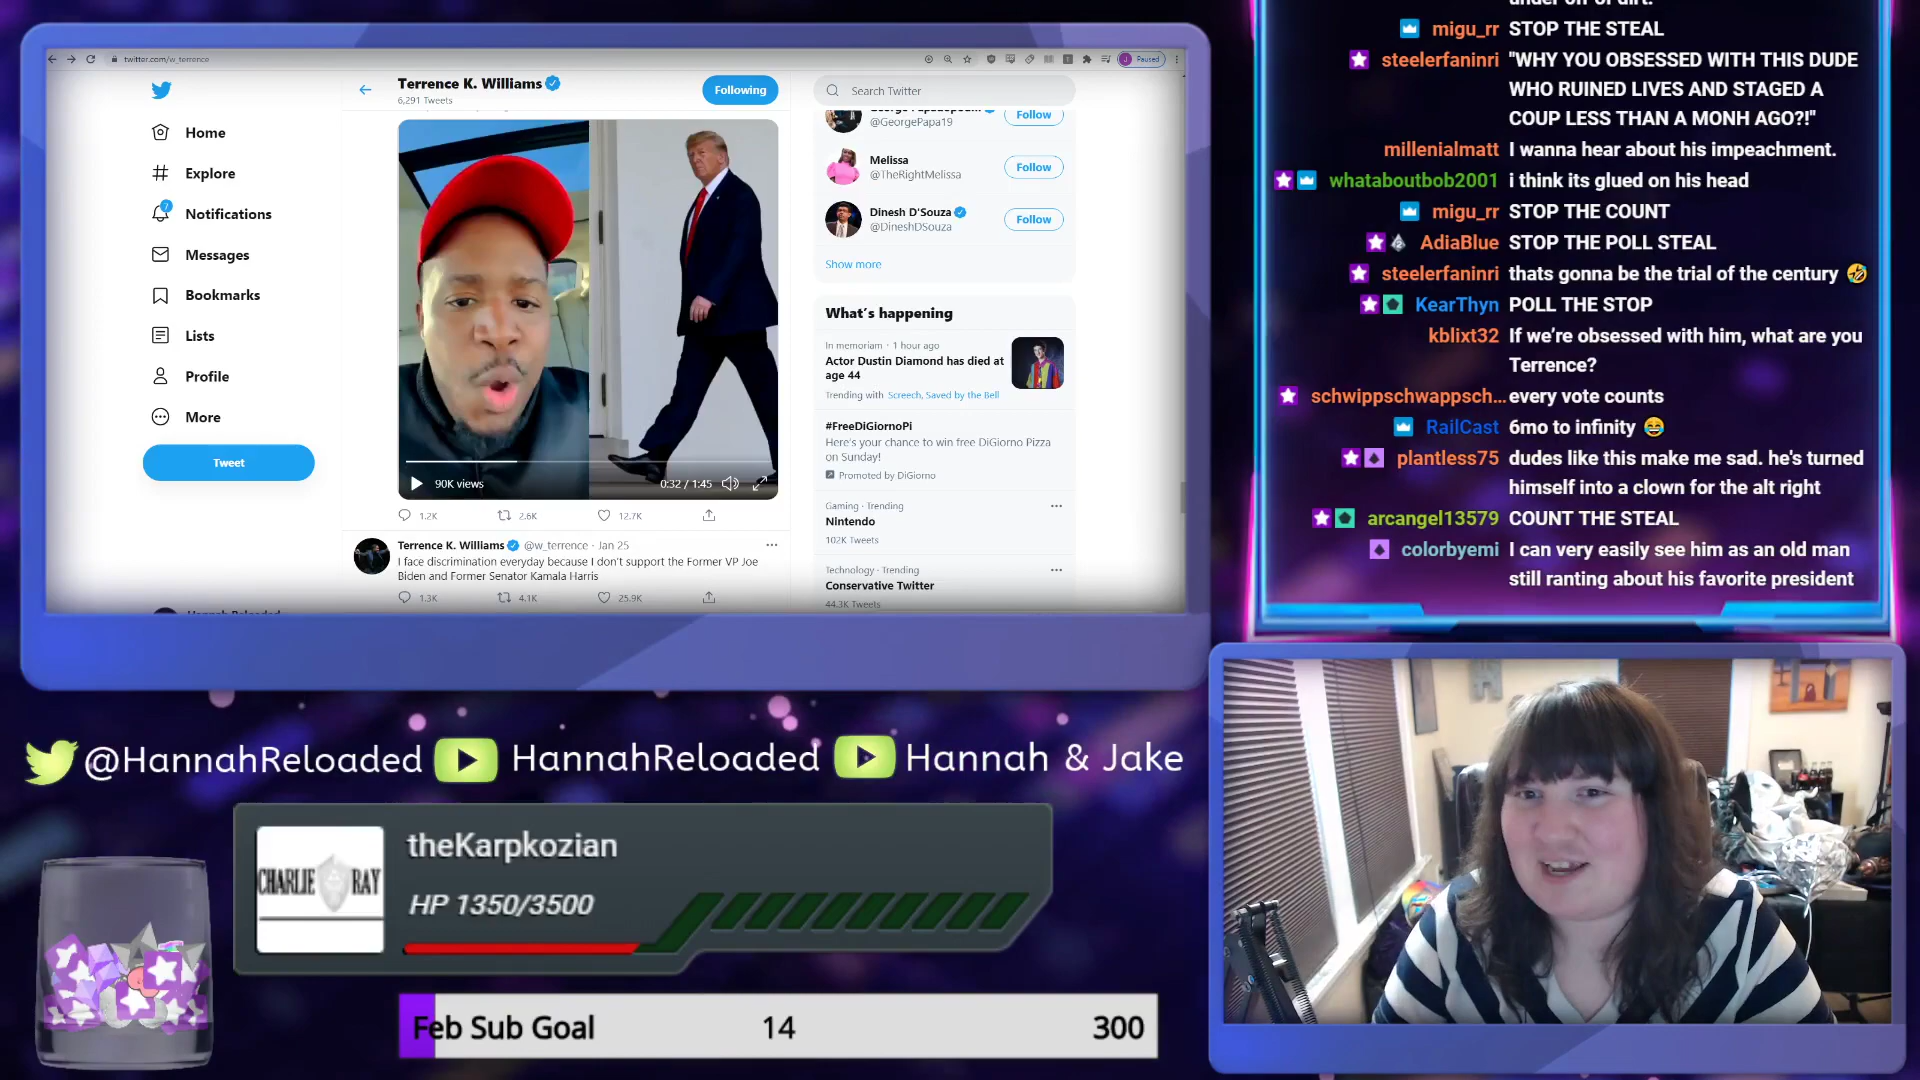 twitter.com/w_terrence
Paused
Terrence K. Williams
6,291 Tweets
Following
Search Twitter
Home
Explore
7
Notifications
Messages
Bookmarks
Lists
Profile
More
Tweet
90K views
0:32 / 1:45
1.2K
2.6K
12.7K
Terrence K. Williams @w_terrence · Jan 25
I face discrimination everyday because I don't support the Former VP Joe
Biden and Former Senator Kamala Harris
1.3K
4.1K
25.9K
@GeorgePapa19
Follow
Melissa
@TheRightMelissa
Follow
Dinesh D'Souza
@DineshDSouza
Follow
Show more
What's happening
In memoriam · 1 hour ago
Actor Dustin Diamond has died at
age 44
Trending with Screech, Saved by the Bell
#FreeDiGiornoPi
Here's your chance to win free DiGiorno Pizza
on Sunday!
Promoted by DiGiorno
Gaming · Trending
Nintendo
102K Tweets
Technology · Trending
Conservative Twitter
44.3K Tweets
migu_rr STOP THE STEAL
steelerfaninri "WHY YOU OBSESSED WITH THIS DUDE
WHO RUINED LIVES AND STAGED A
COUP LESS THAN A MONH AGO?!"
millenialmatt I wanna hear about his impeachment.
whataboutbob2001 i think its glued on his head
migu_rr STOP THE COUNT
AdiaBlue STOP THE POLL STEAL
steelerfaninri thats gonna be the trial of the century 🤣
KearThyn POLL THE STOP
kblixt32 If we're obsessed with him, what are you
Terrence?
schwippschwappsch... every vote counts
RailCast 6mo to infinity 😂
plantless75 dudes like this make me sad. he's turned
himself into a clown for the alt right
arcangel13579 COUNT THE STEAL
colorbyemi I can very easily see him as an old man
still ranting about his favorite president
@HannahReloaded HannahReloaded Hannah & Jake
CHARLIE RAY
theKarpkozian
HP 1350/3500
Feb Sub Goal 14 300